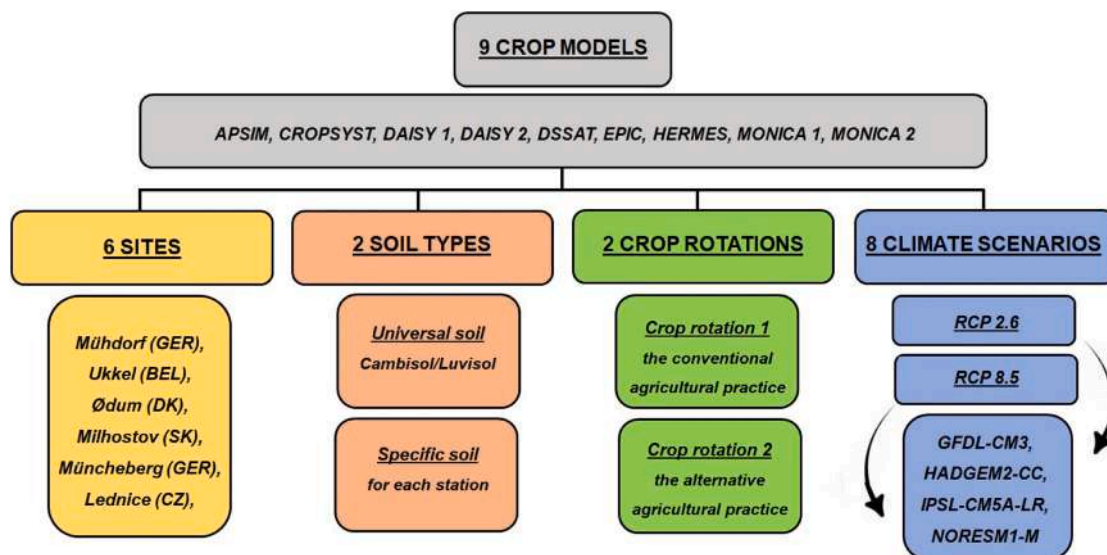 9 CROP MODELS
APSIM, CROPSYST, DAISY 1, DAISY 2, DSSAT, EPIC, HERMES, MONICA 1, MONICA 2
6 SITES
Mühdorf (GER),
Ukkel (BEL),
Ødum (DK),
Milhostov (SK),
Müncheberg (GER),
Lednice (CZ),
2 SOIL TYPES
Universal soil
Cambisol/Luvisol
Specific soil
for each station
2 CROP ROTATIONS
Crop rotation 1
the conventional
agricultural practice
Crop rotation 2
the alternative
agricultural practice
8 CLIMATE SCENARIOS
RCP 2.6
RCP 8.5
GFDL-CM3,
HADGEM2-CC,
IPSL-CM5A-LR,
NORESM1-M